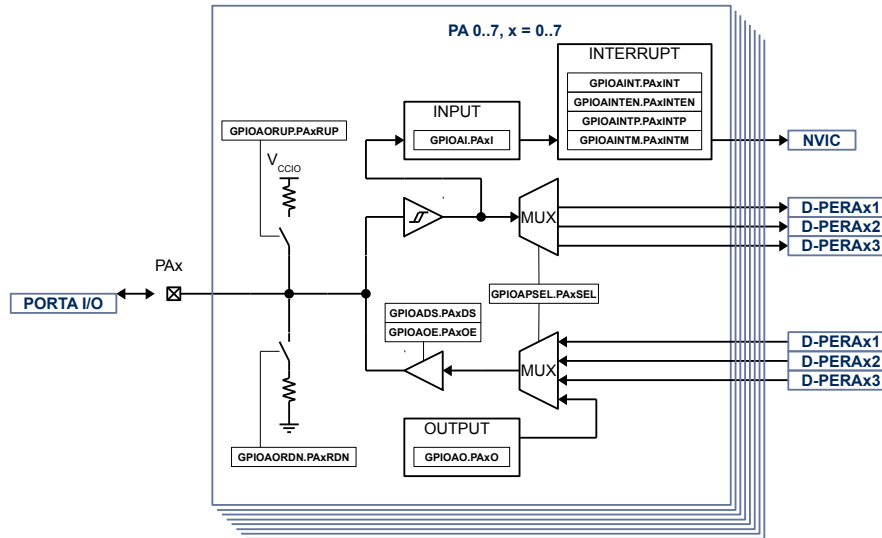 PA 0..7, x = 0..7
INTERRUPT
GPIOAINT.PAxINT
GPIOAINTEN.PAxINTEN
GPIOAINTP.PAxINTP
GPIOAINTM.PAxINTM
INPUT
GPIOAI.PAxI
GPIOAORUP.PAxRUP
NVIC
VCCIO
MUX
D-PERAx1
D-PERAx2
D-PERAx3
PAx
PORTA I/O
GPIOAPSEL.PAxSEL
GPIOADS.PAxDS
GPIOAOE.PAxOE
MUX
D-PERAx1
D-PERAx2
D-PERAx3
OUTPUT
GPIOAO.PAxO
GPIOAORDN.PAxRDN